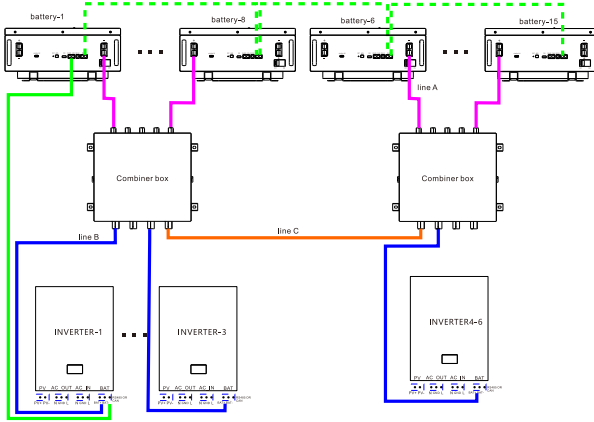 battery-1
battery-8
battery-6
battery-15
line A
Combiner box
Combiner box
line B
line C
INVERTER-1
INVERTER-3
INVERTER4-6
PV AC OUT AC IN BAT
PV AC OUT AC IN BAT
PV AC OUT AC IN BAT